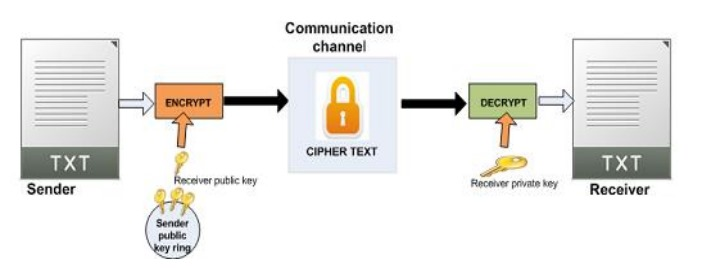 Communication
channel
TXT
Sender
ENCRYPT
Receiver public key
Sender
public
key ring
CIPHER TEXT
DECRYPT
Receiver private key
TXT
Receiver